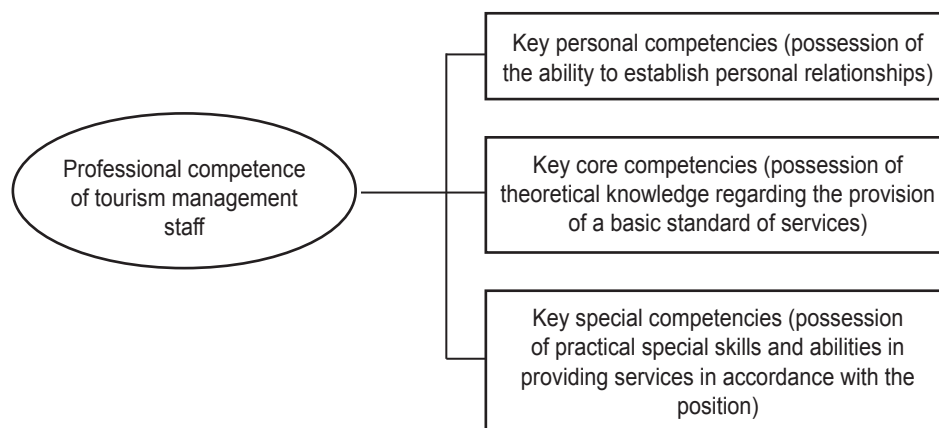 Professional competence
of tourism management
staff
Key personal competencies (possession of
the ability to establish personal relationships)
Key core competencies (possession of
theoretical knowledge regarding the provision
of a basic standard of services)
Key special competencies (possession
of practical special skills and abilities in
providing services in accordance with the
position)